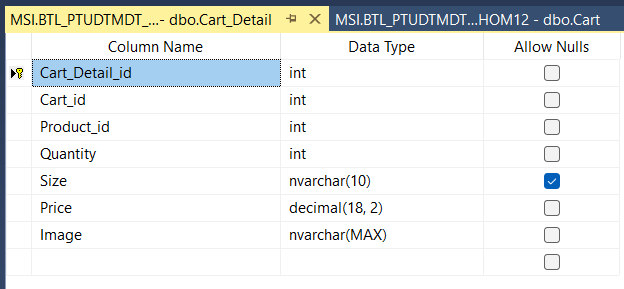 MSI.BTL_PTUDTMDT_...- dbo.Cart_Detail MSI.BTL_PTUDTMDT...HOM12 - dbo.Cart
Column Name Data Type Allow Nulls
Cart_Detail_id int
Cart_id int
Product_id int
Quantity int
Size nvarchar(10)
Price decimal(18, 2)
Image nvarchar(MAX)